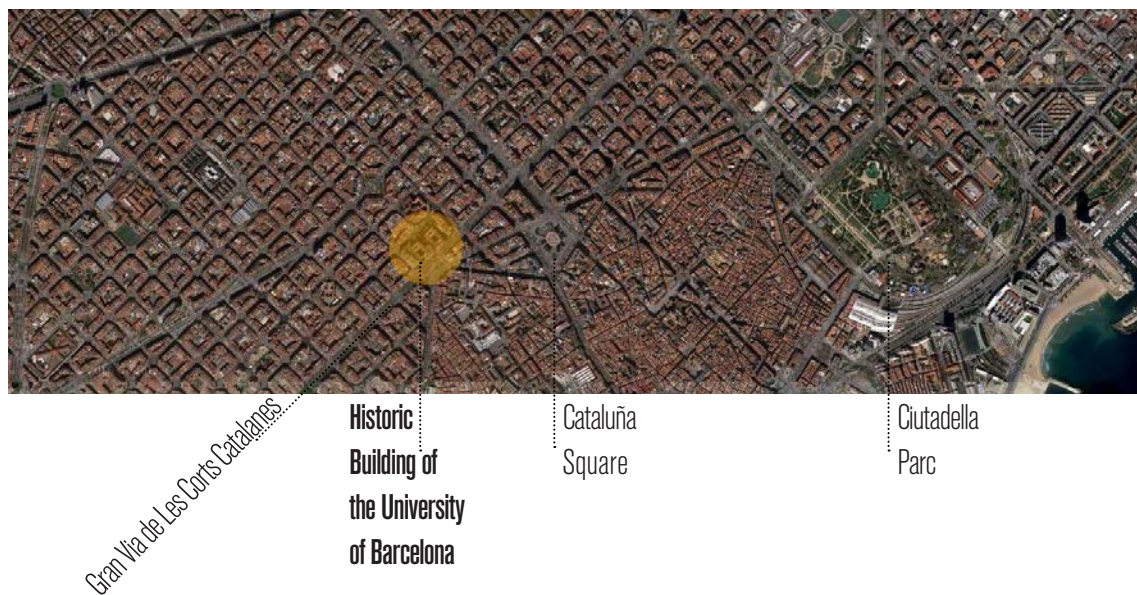 Gran Via de Les Corts Catalanes
Historic
Building of
the University
of Barcelona
Cataluña
Square
Ciutadella
Parc